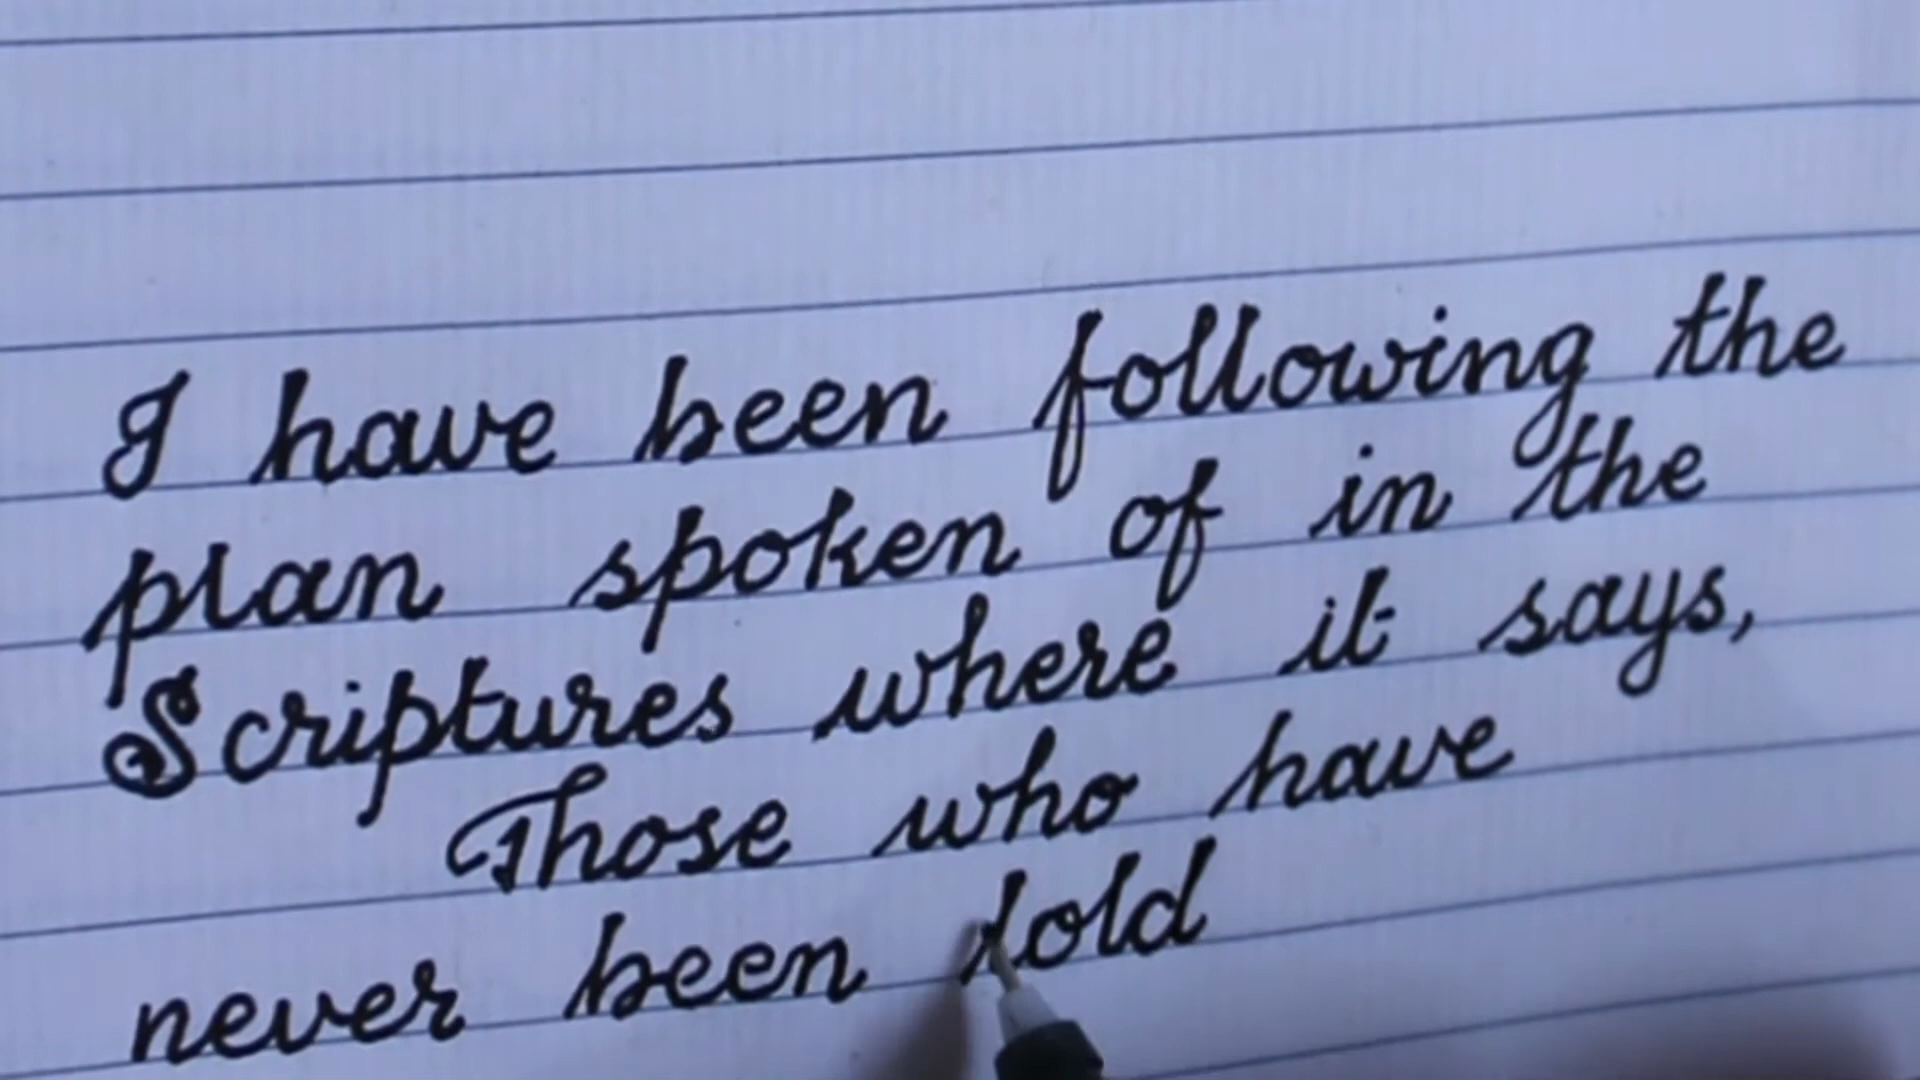 I have been following the
plan spoken of in the
Scriptures where it says,
Those who have
never been told